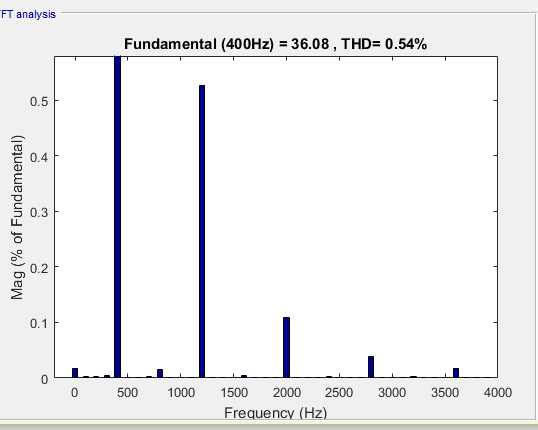 FFT analysis
Fundamental (400Hz) = 36.08 , THD= 0.54%
Mag (% of Fundamental)
0.5
0.4
0.3
0.2
0.1
0
0 500 1000 1500 2000 2500 3000 3500 4000
Frequency (Hz)